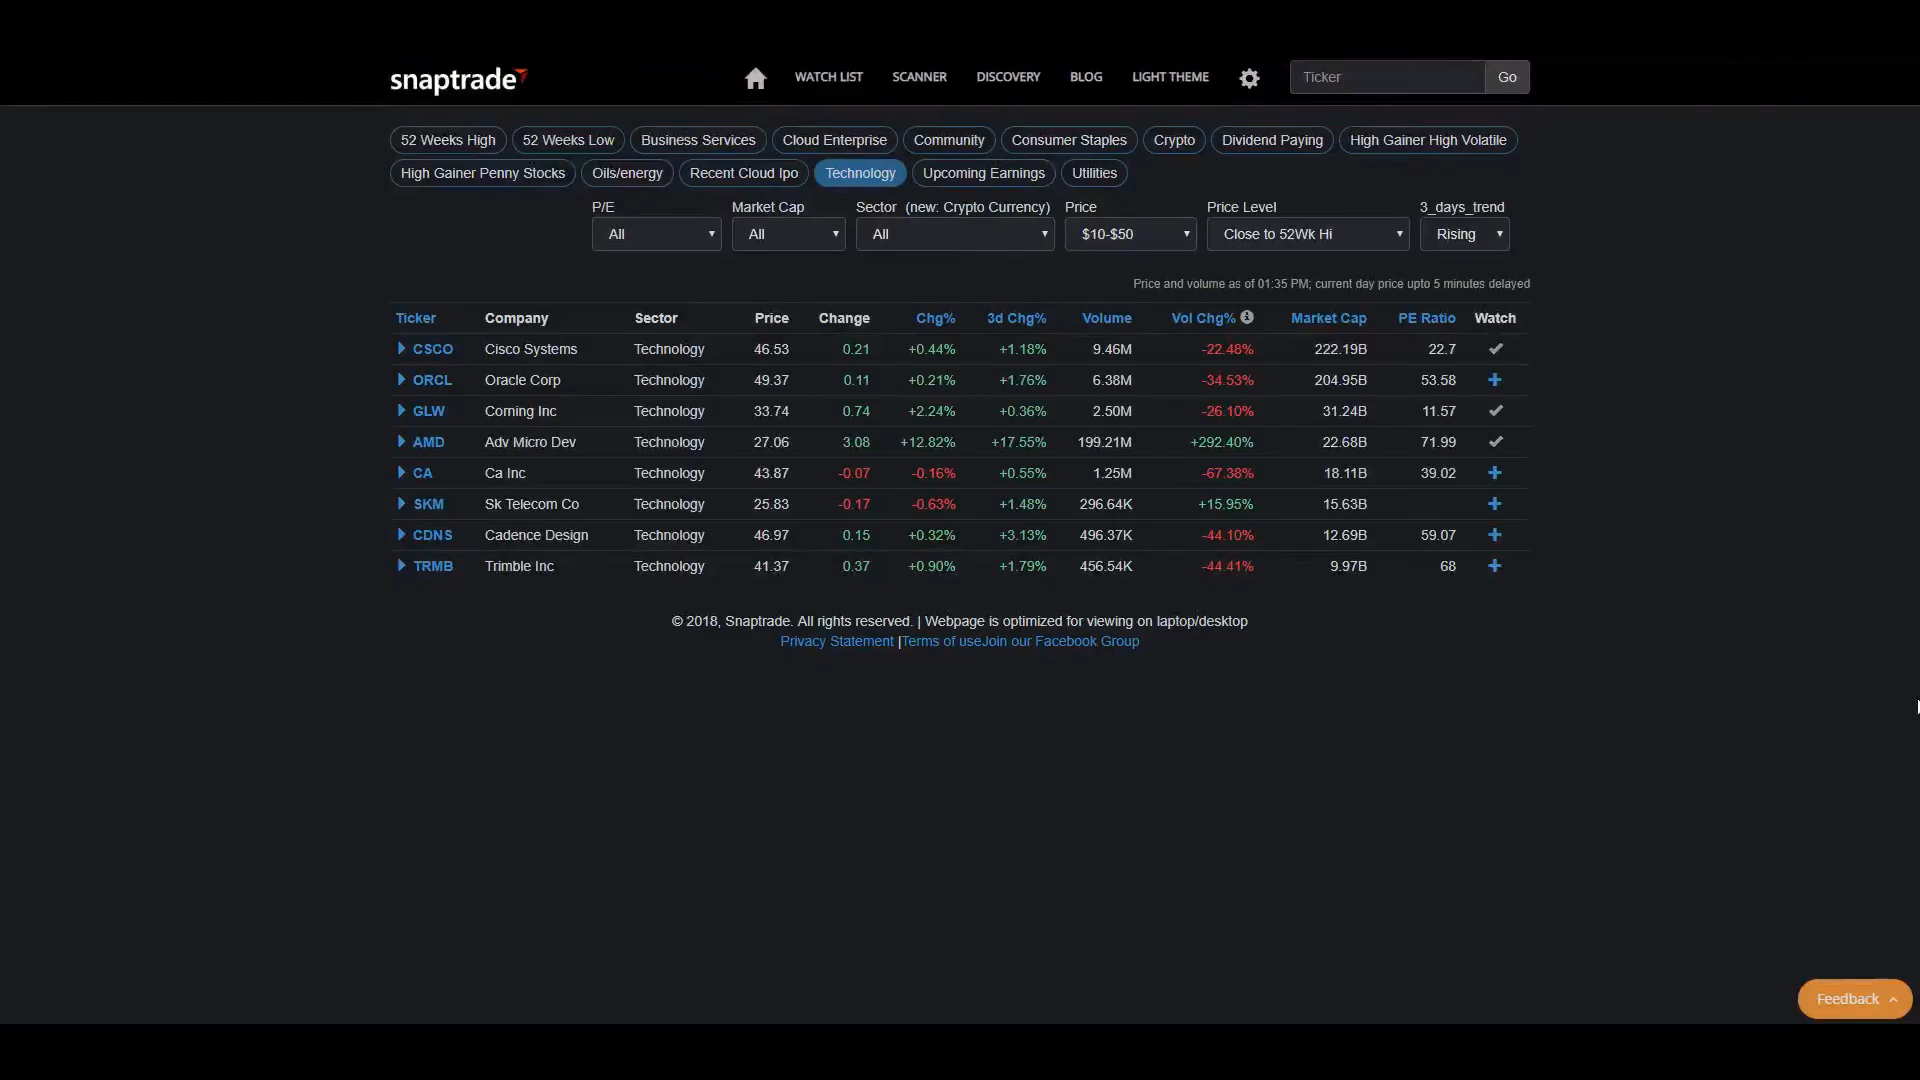 snaptrade
WATCH LIST SCANNER DISCOVERY BLOG LIGHT THEME Ticker Go
52 Weeks High 52 Weeks Low Business Services Cloud Enterprise Community Consumer Staples Crypto Dividend Paying High Gainer High Volatile
High Gainer Penny Stocks Oils/energy Recent Cloud Ipo Technology Upcoming Earnings Utilities
P/E Market Cap Sector (new: Crypto Currency) Price Price Level 3_days_trend
All All All $10-$50 Close to 52Wk Hi Rising
Price and volume as of 01:35 PM; current day price upto 5 minutes delayed
Ticker Company Sector Price Change Chg% 3d Chg% Volume Vol Chg% Market Cap PE Ratio Watch
CSCO Cisco Systems Technology 46.53 0.21 +0.44% +1.18% 9.46M -22.48% 222.19B 22.7
ORCL Oracle Corp Technology 49.37 0.11 +0.21% +1.76% 6.38M -34.53% 204.95B 53.58
GLW Corning Inc Technology 33.74 0.74 +2.24% +0.36% 2.50M -26.10% 31.24B 11.57
AMD Adv Micro Dev Technology 27.06 3.08 +12.82% +17.55% 199.21M +292.40% 22.68B 71.99
CA Ca Inc Technology 43.87 -0.07 -0.16% +0.55% 1.25M -67.38% 18.11B 39.02
SKM Sk Telecom Co Technology 25.83 -0.17 -0.63% +1.48% 296.64K +15.95% 15.63B
CDNS Cadence Design Technology 46.97 0.15 +0.32% +3.13% 496.37K -44.10% 12.69B 59.07
TRMB Trimble Inc Technology 41.37 0.37 +0.90% +1.79% 456.54K -44.41% 9.97B 68
© 2018, Snaptrade. All rights reserved. | Webpage is optimized for viewing on laptop/desktop
Privacy Statement |Terms of useJoin our Facebook Group
Feedback